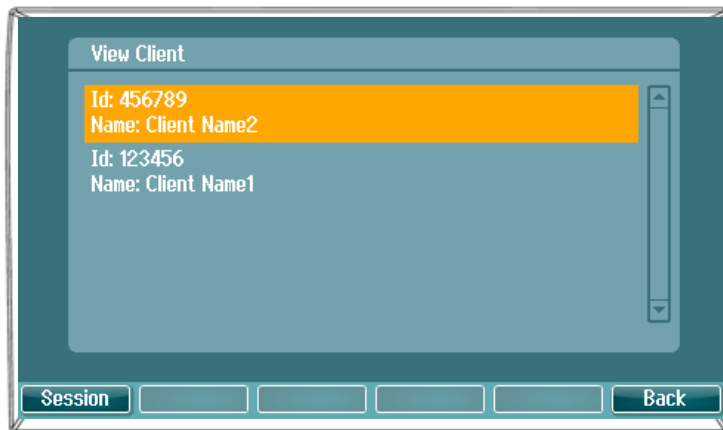 View Client
Id: 456789
Name: Client Name2
Id: 123456
Name: Client Name1
Session
Back